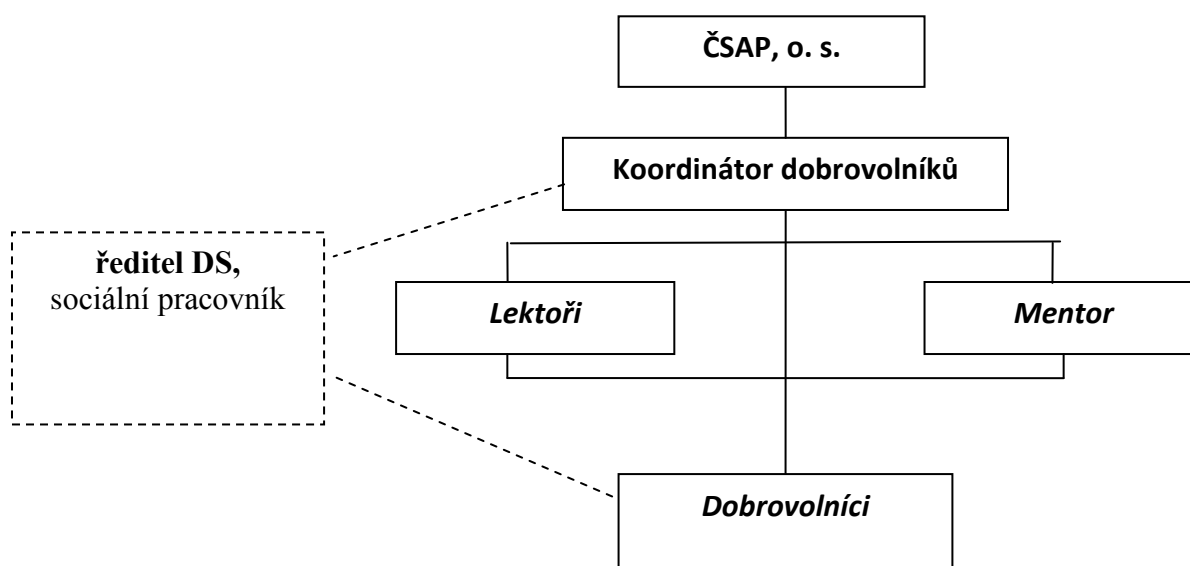 ČSAP, o. s.
Koordinátor dobrovolníků
ředitel DS,
sociální pracovník
Lektoři
Mentor
Dobrovolníci